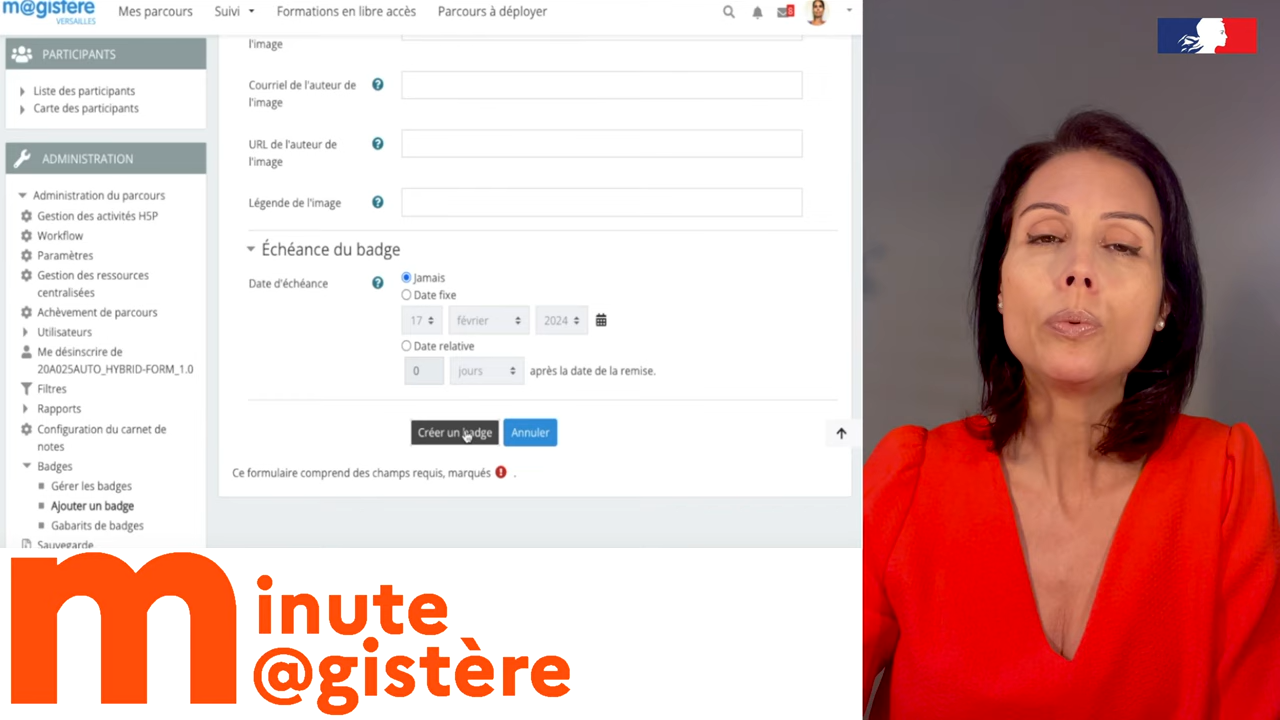 m@gistère
VERSAILLES
Mes parcours
Suivi
Formations en libre accès
Parcours à déployer
PARTICIPANTS
Liste des participants
Carte des participants
ADMINISTRATION
Administration du parcours
Gestion des activités H5P
Workflow
Paramètres
Gestion des ressources
centralisées
Achèvement de parcours
Utilisateurs
Me désinscrire de
20A025AUTO_HYBRID-FORM_1.0
Filtres
Rapports
Configuration du carnet de
notes
Badges
Gérer les badges
Ajouter un badge
Gabarits de badges
Sauvegarde
l'image
Courriel de l'auteur de
l'image
URL de l'auteur de
l'image
Légende de l'image
Échéance du badge
Date d'échéance
Jamais
Date fixe
17 février 2024
Date relative
0 jours après la date de la remise.
Créer un badge
Annuler
Ce formulaire comprend des champs requis, marqués .
minute
m@gistère